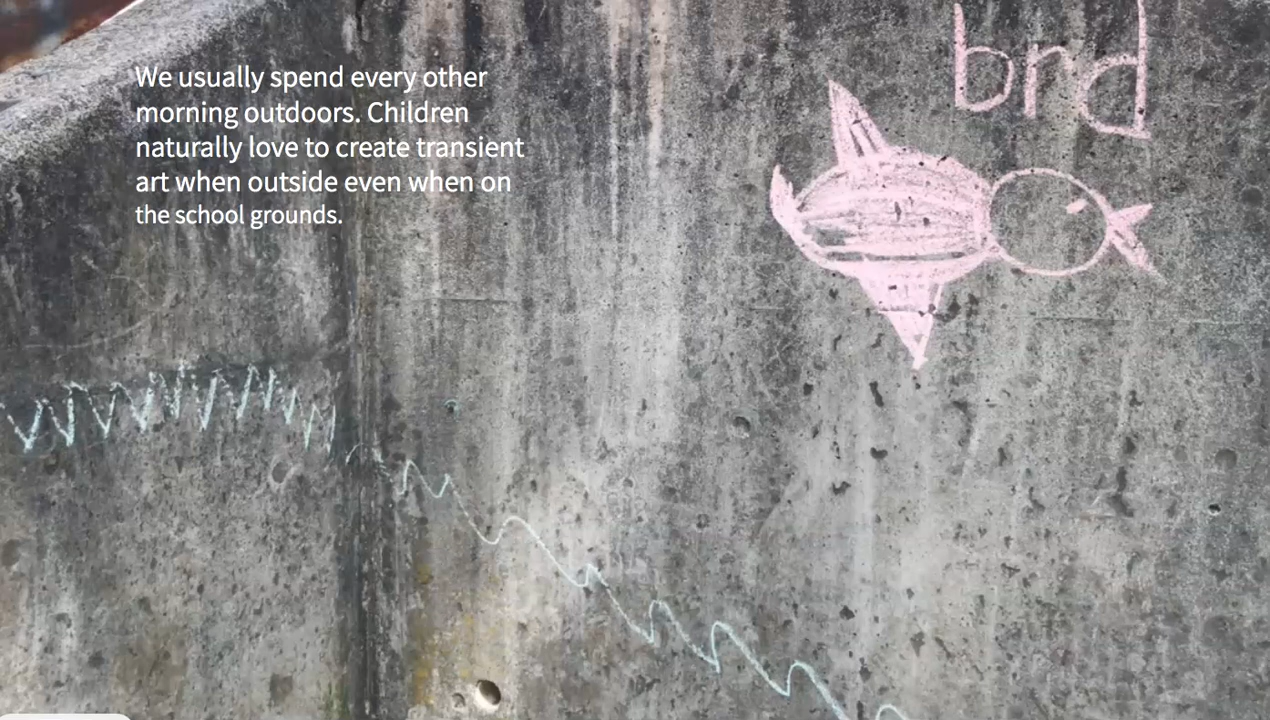 We usually spend every other
morning outdoors. Children
naturally love to create transient
art when outside even when on
the school grounds.
brd